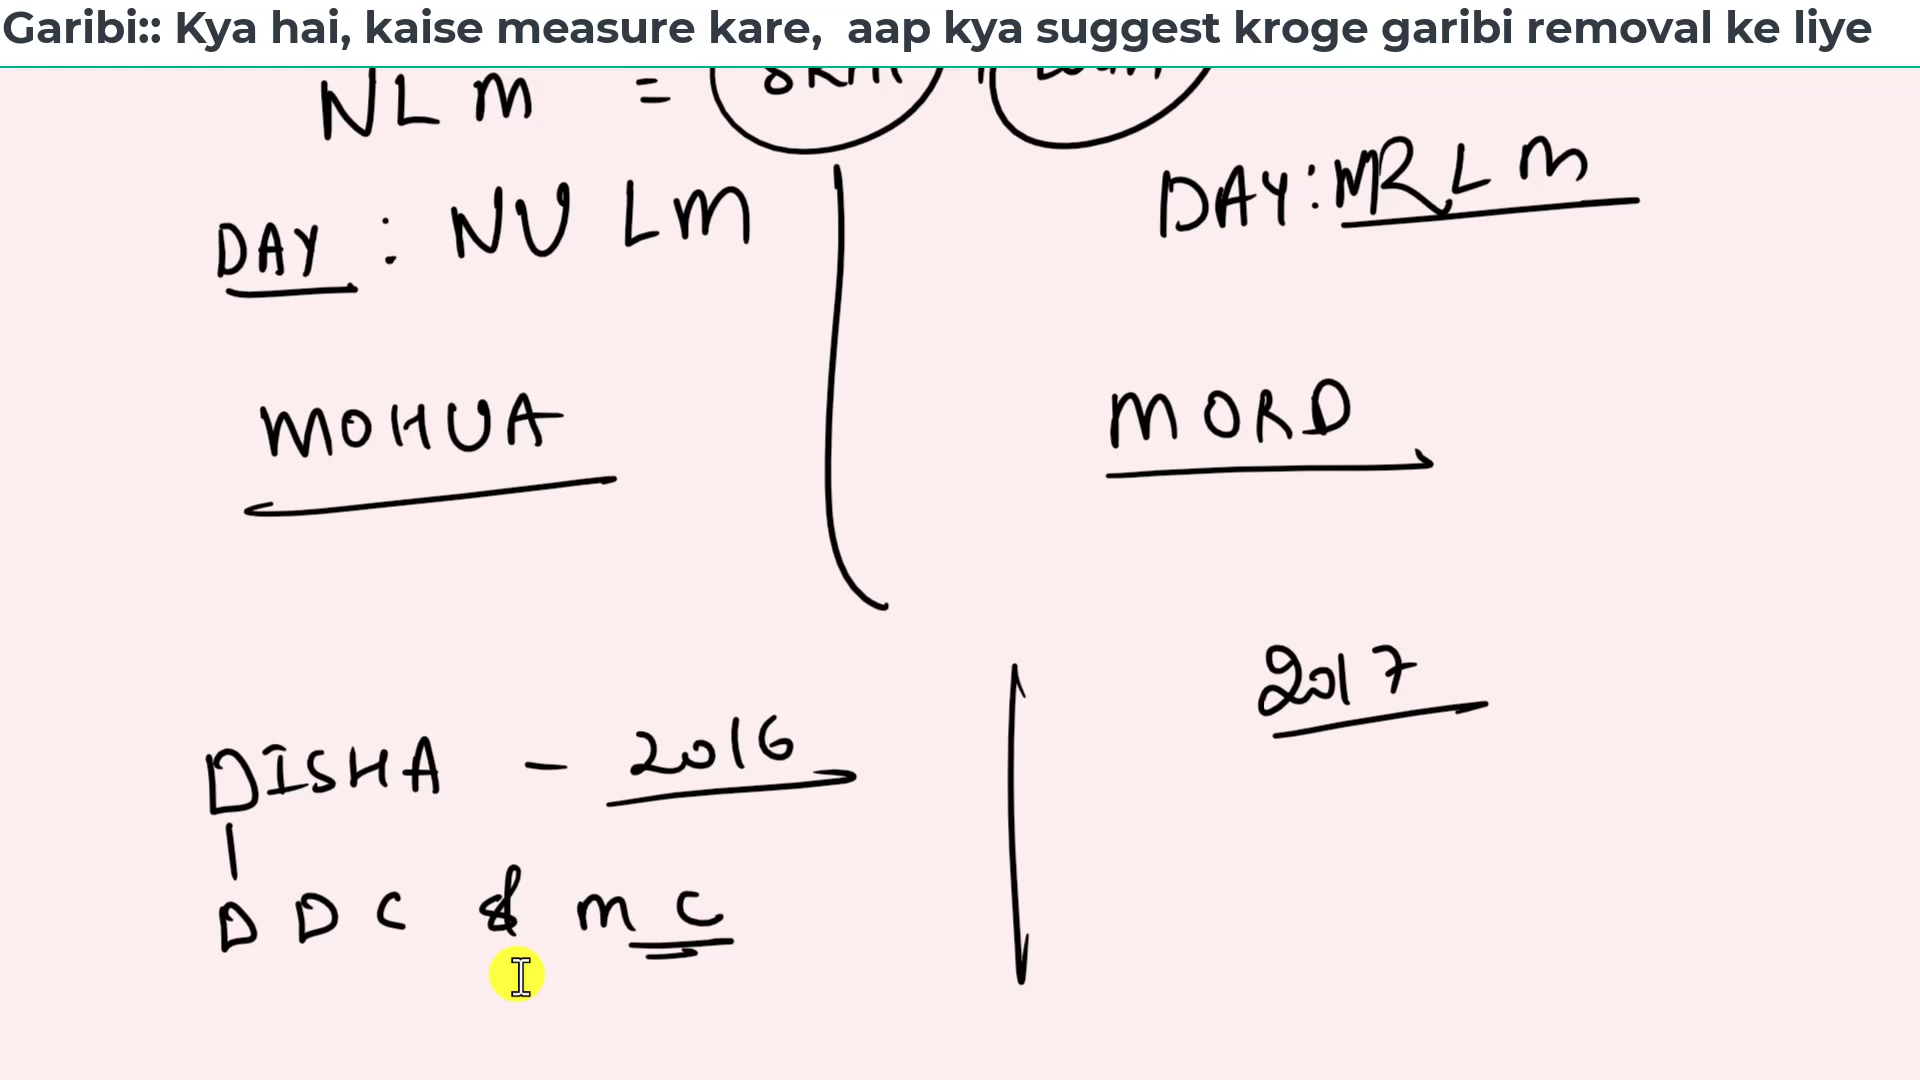 Garibi:: Kya hai, kaise measure kare, aap kya suggest kroge garibi removal ke liye
NLM =
DAY : NULM
DAY: NRLM
MOHUA
MORD
DISHA - 2016
2017
DDC & MC